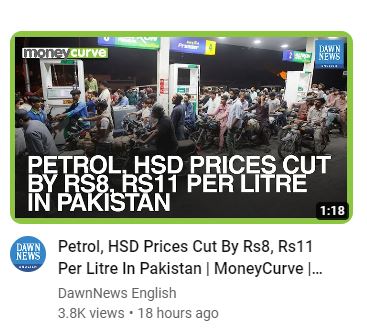 moneycurve
DAWN
NEWS
ENGLISH
PETROL, HSD PRICES CUT
BY RS8, RS11 PER LITRE
IN PAKISTAN
1:18
DAWN
NEWS
ENGLISH
Petrol, HSD Prices Cut By Rs8, Rs11
Per Litre In Pakistan | MoneyCurve |...
DawnNews English
3.8K views • 18 hours ago